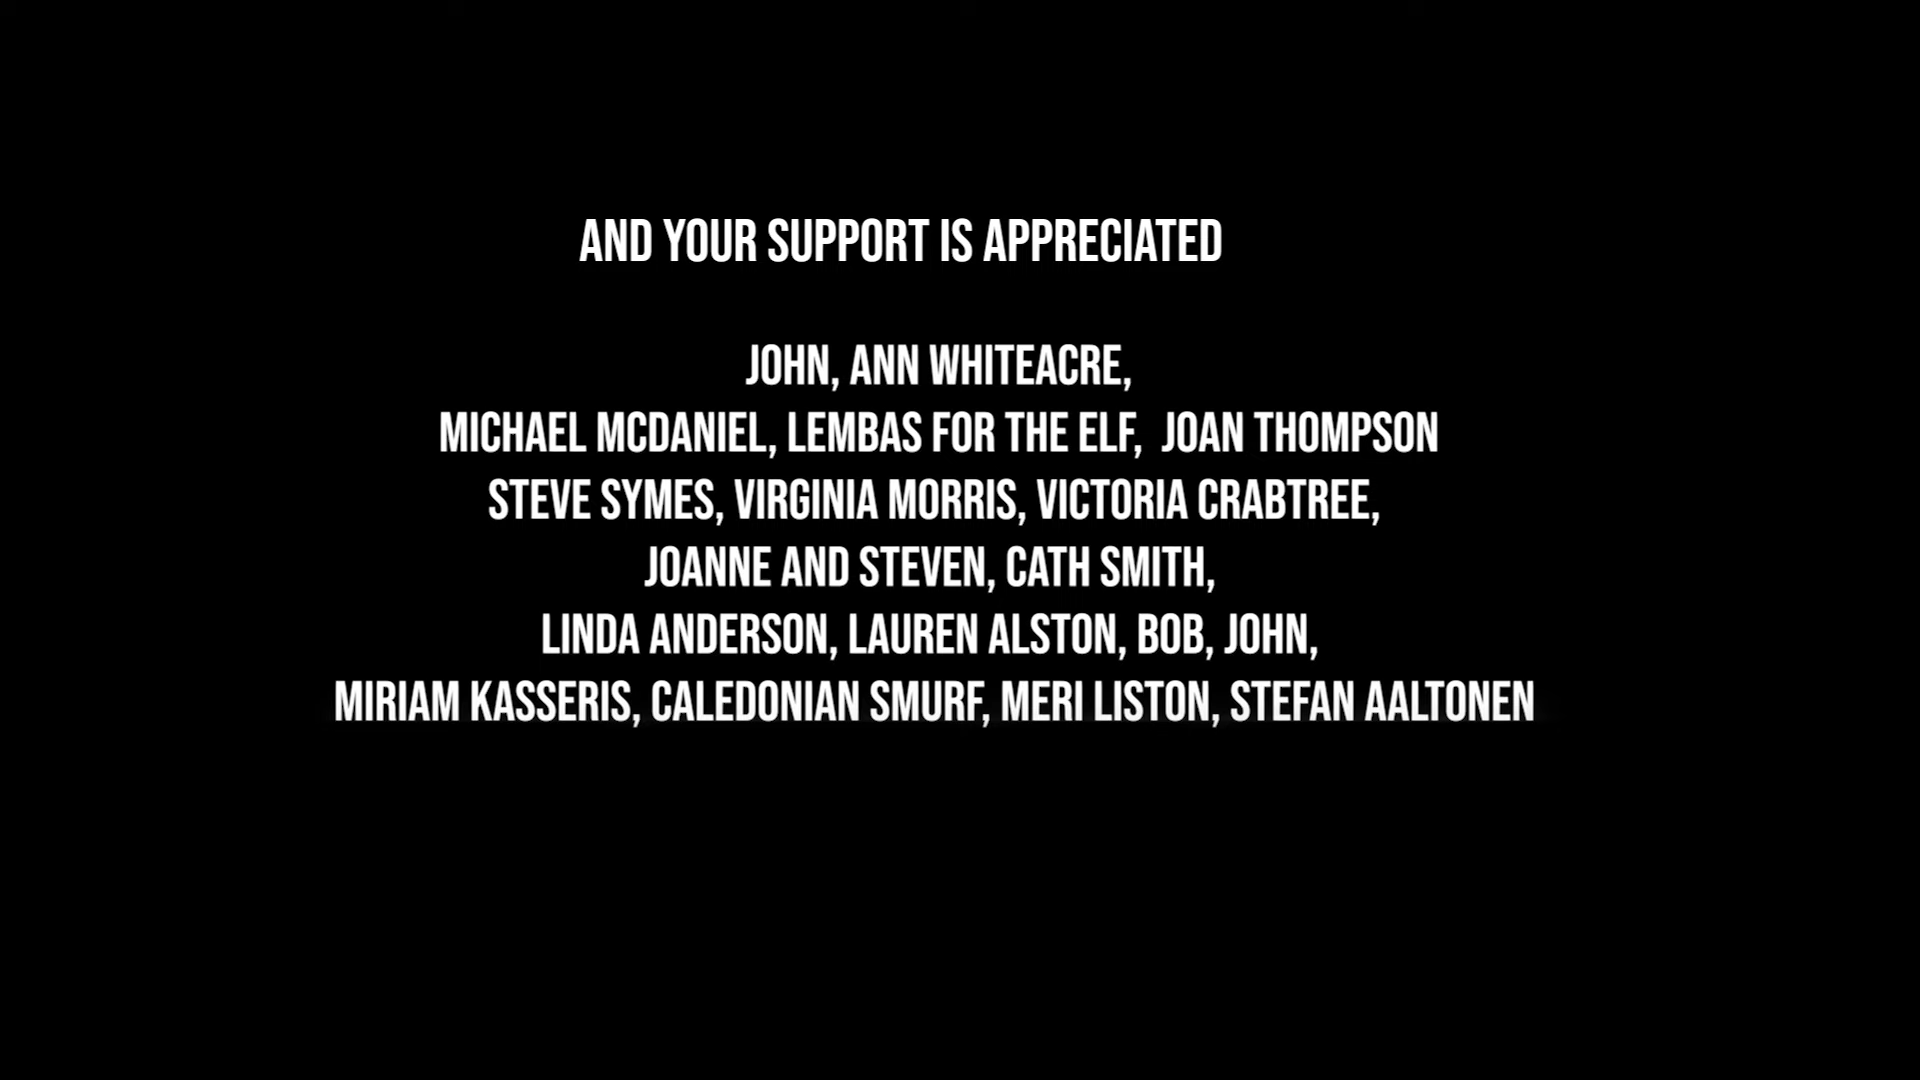 AND YOUR SUPPORT IS APPRECIATED
JOHN, ANN WHITEACRE,
MICHAEL MCDANIEL, LEMBAS FOR THE ELF, JOAN THOMPSON
STEVE SYMES, VIRGINIA MORRIS, VICTORIA CRABTREE,
JOANNE AND STEVEN, CATH SMITH,
LINDA ANDERSON, LAUREN ALSTON, BOB, JOHN,
MIRIAM KASSERIS, CALEDONIAN SMURF, MERI LISTON, STEFAN AALTONEN